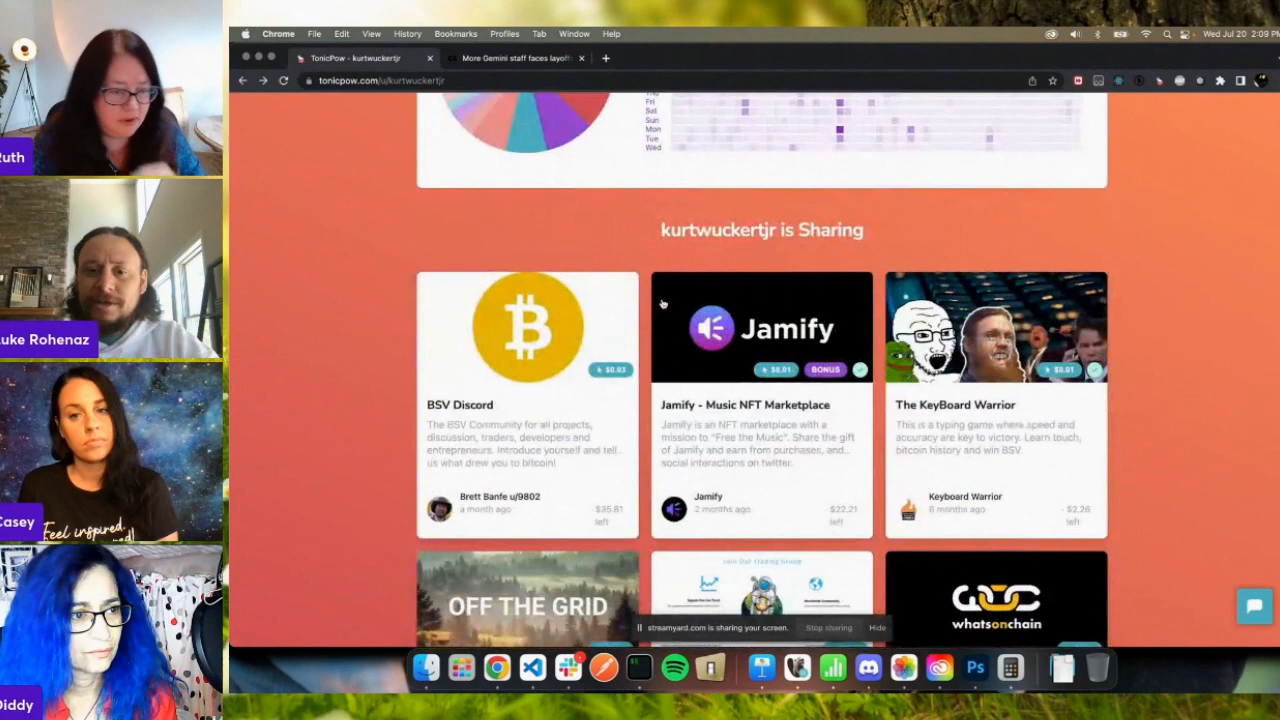 Ruth
Luke Rohenaz
Casey
Feel inspired.
Diddy
Chrome File Edit View History Bookmarks Profiles Tab Window Help
Wed Jul 20 2:09 PM
TonicPow - kurtwuckertjr
More Gemini staff faces layoff
tonicpow.com/u/kurtwuckertjr
Fri
Sat
Sun
Mon
Tue
Wed
kurtwuckertjr is Sharing
$0.93
BSV Discord
The BSV Community for all projects,
discussion, traders, developers and
entrepreneurs. Introduce yourself and tell
us what drew you to bitcoin!
Brett Banfe u/9802
a month ago
$35.81
left
Jamify
$0.01
BONUS
Jamify - Music NFT Marketplace
Jamify is an NFT marketplace with a
mission to "Free the Music". Share the gift
of Jamify and earn from purchases, and...
social interactions on twitter.
Jamify
2 months ago
$22.21
left
$0.01
The KeyBoard Warrior
This is a typing game where speed and
accuracy are key to victory. Learn touch,
bitcoin history and win BSV.
Keyboard Warrior
6 months ago
$2.26
left
OFF THE GRID
Join Our Trading Group
whatsonchain
streamyard.com is sharing your screen.
Stop sharing
Hide
Ps